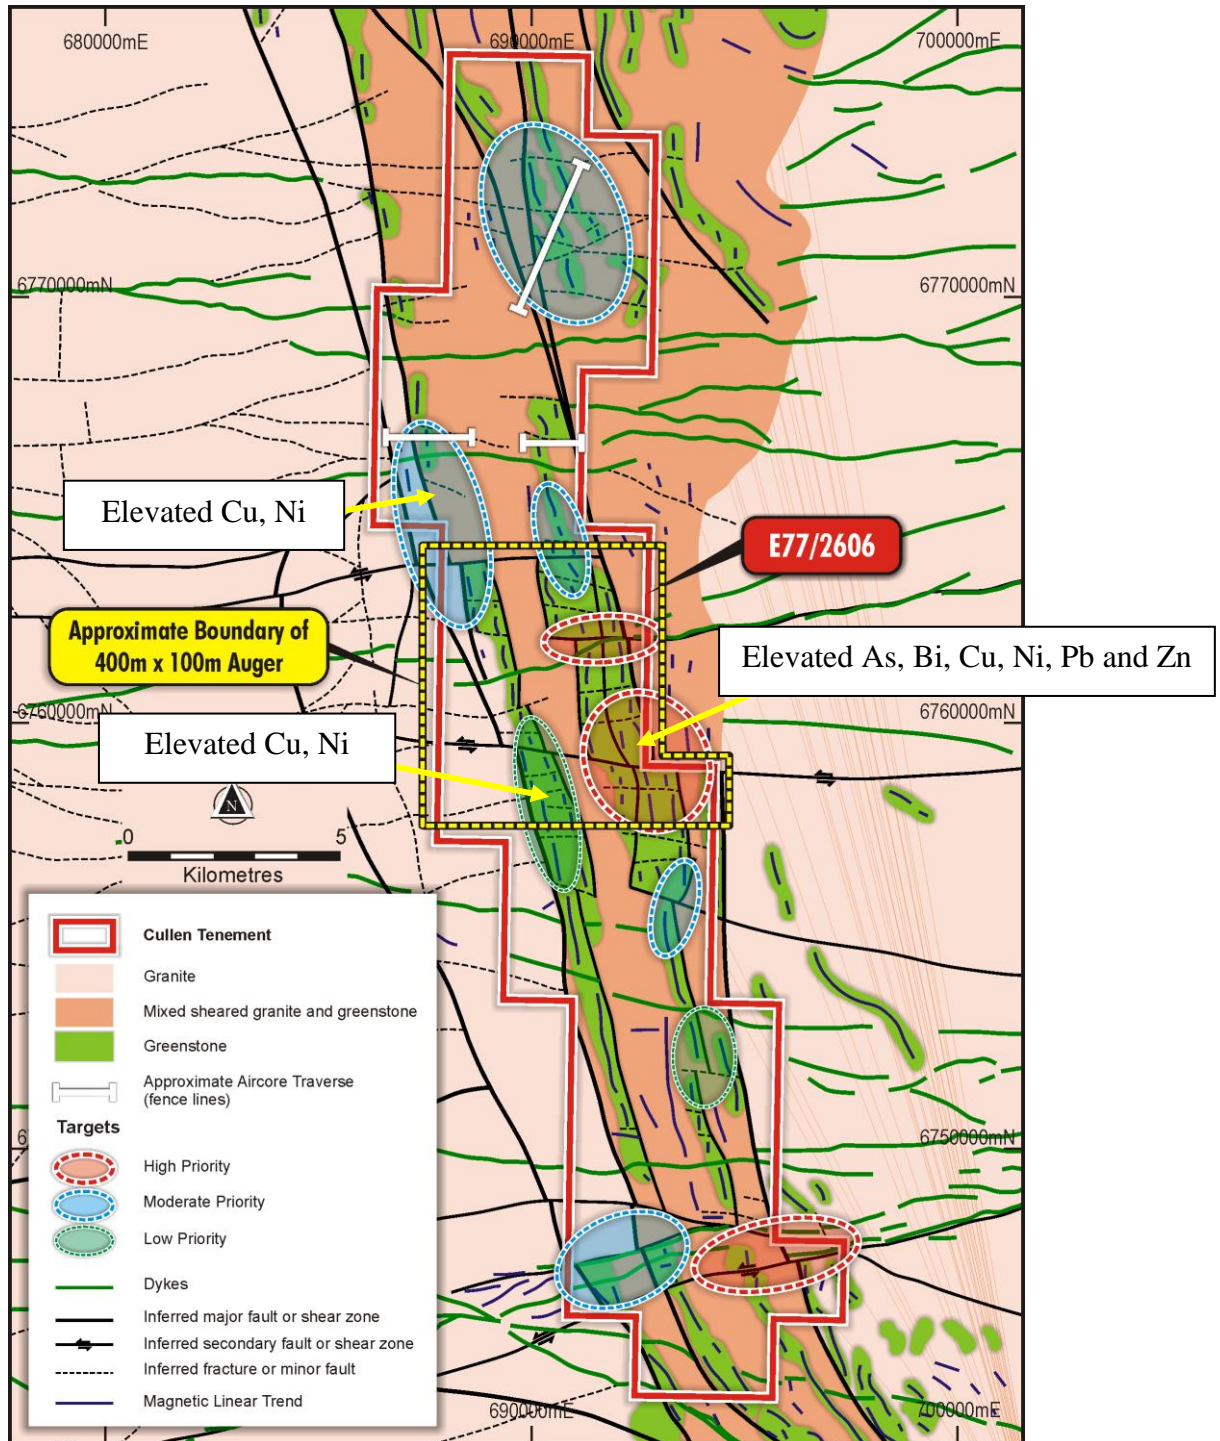 680000mE
690000mE
700000mE
6770000mN
6770000mN
Elevated Cu, Ni
E77/2606
Approximate Boundary of
400m x 100m Auger
Elevated As, Bi, Cu, Ni, Pb and Zn
6760000mN
6760000mN
Elevated Cu, Ni
N
0
5
Kilometres
Cullen Tenement
Granite
Mixed sheared granite and greenstone
Greenstone
Approximate Aircore Traverse
(fence lines)
Targets
High Priority
Moderate Priority
Low Priority
Dykes
Inferred major fault or shear zone
Inferred secondary fault or shear zone
Inferred fracture or minor fault
Magnetic Linear Trend
6750000mN
690000mE
700000mE